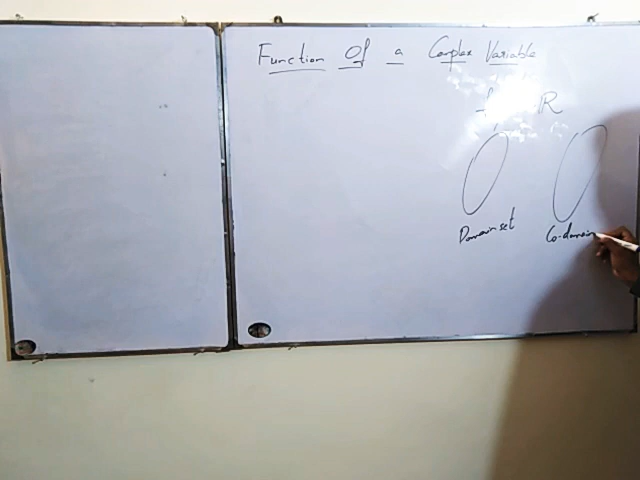 Function Of a Complex Variable
f R
Domain set Co-domain